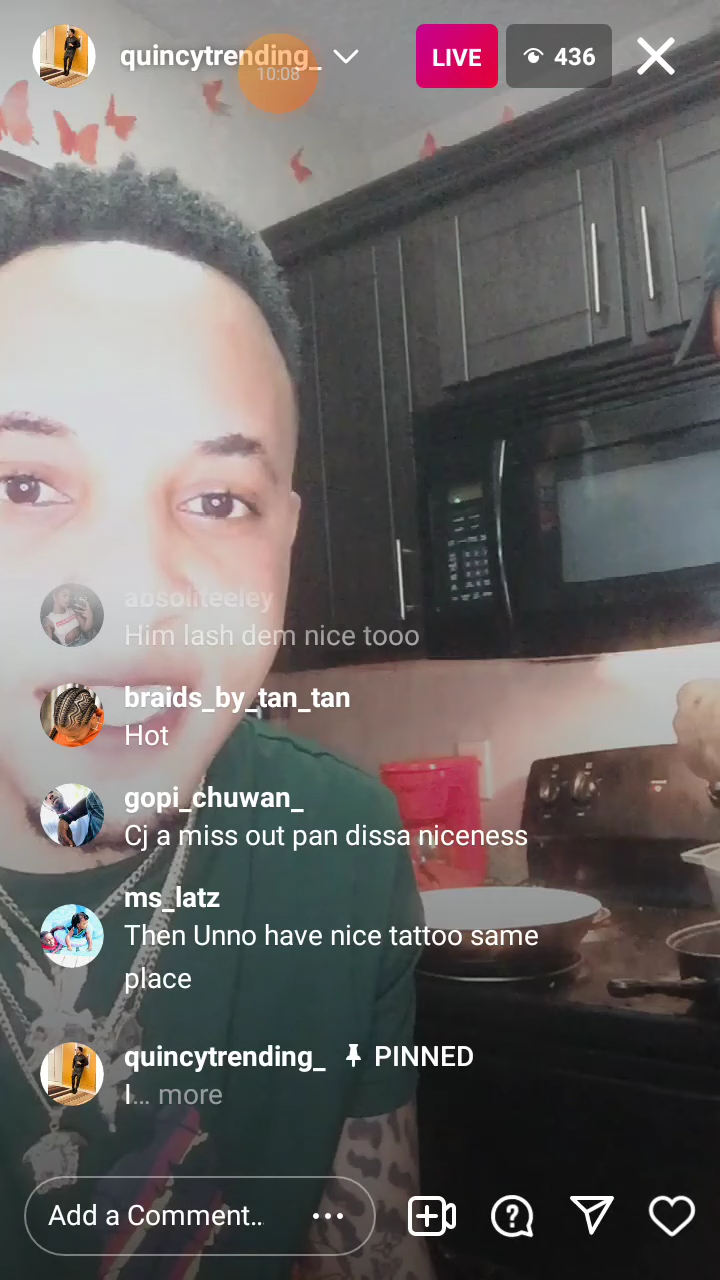 quincytrending_
10:08
LIVE
436
absoliteeley
Him lash dem nice tooo
braids_by_tan_tan
Hot
gopi_chuwan_
Cj a miss out pan dissa niceness
ms_latz
Then Unno have nice tattoo same
place
quincytrending_ PINNED
I... more
Add a Comment..